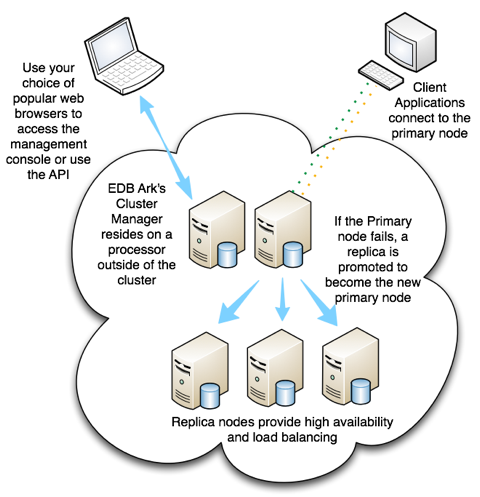 Use your
choice of
popular web
browsers to
access the
management
console or use
the API
Client
Applications
connect to the
primary node
EDB Ark's
Cluster
Manager
resides on a
processor
outside of the
cluster
If the Primary
node fails, a
replica is
promoted to
become the new
primary node
Replica nodes provide high availability
and load balancing